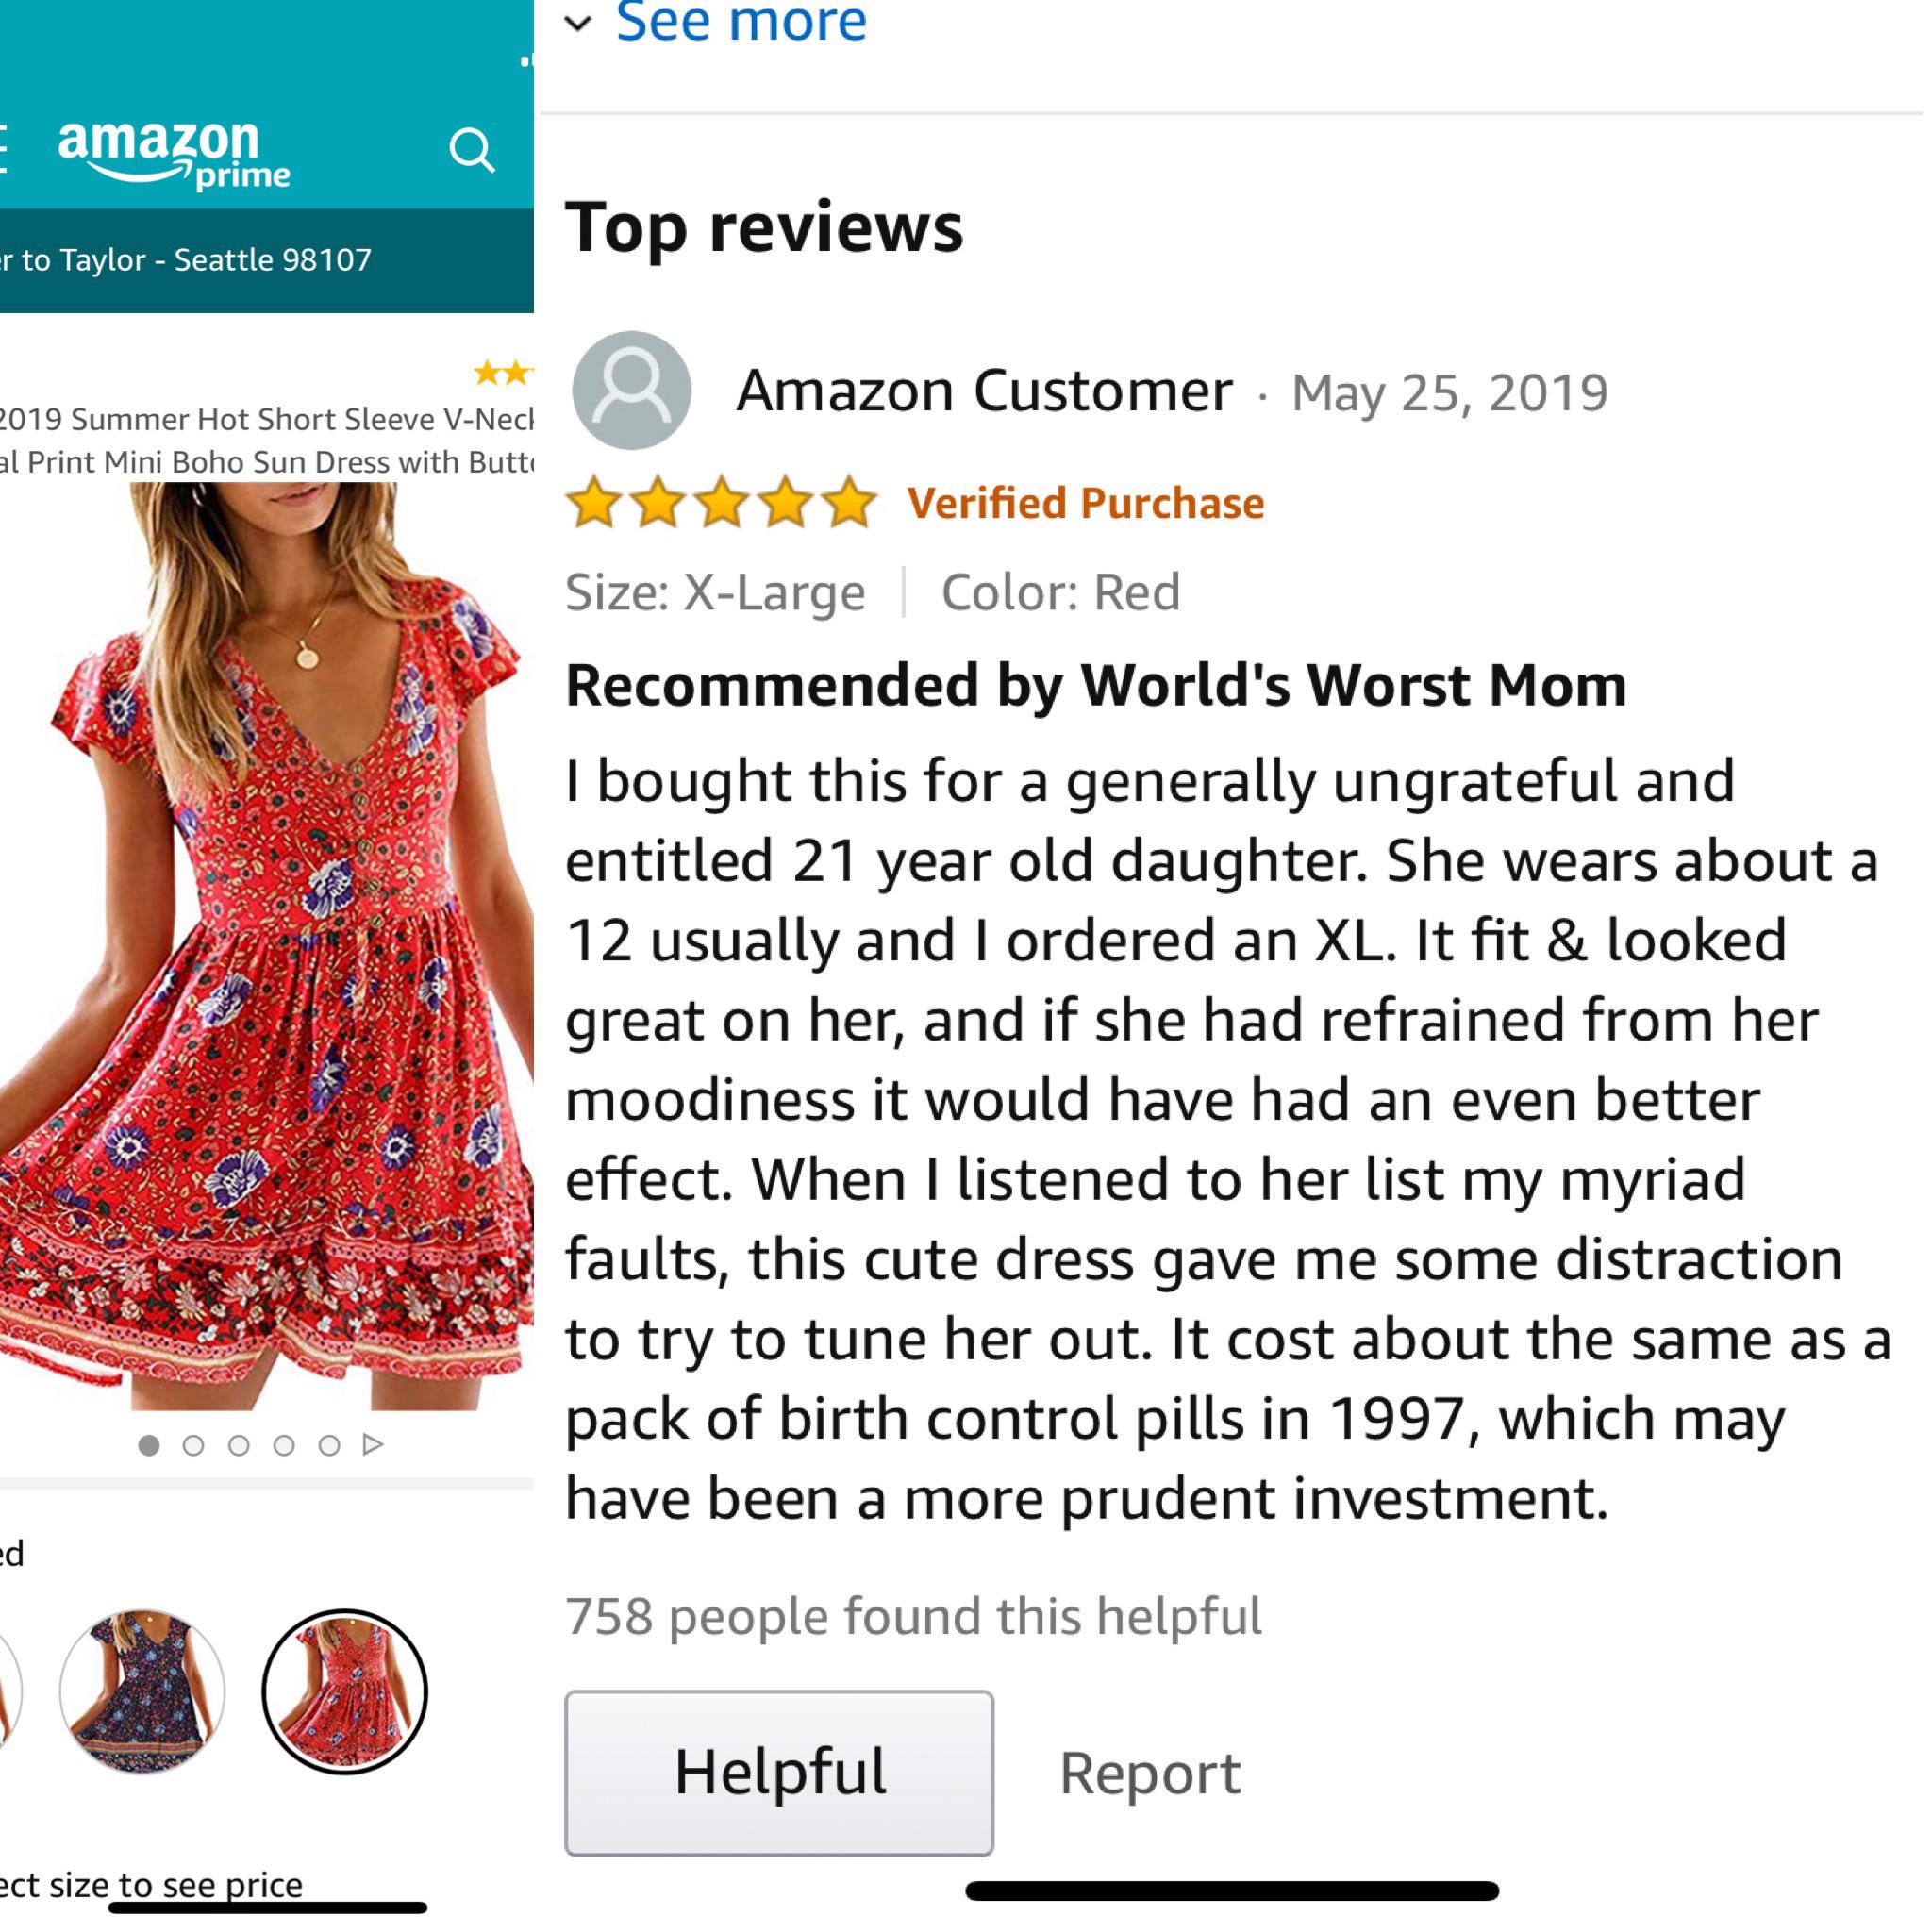 amazon
prime
r to Taylor - Seattle 98107
2019 Summer Hot Short Sleeve V-Neck
al Print Mini Boho Sun Dress with Butt
ed
ect size to see price
See more
Top reviews
Amazon Customer · May 25, 2019
Verified Purchase
Size: X-Large | Color: Red
Recommended by World's Worst Mom
I bought this for a generally ungrateful and
entitled 21 year old daughter. She wears about a
12 usually and I ordered an XL. It fit & looked
great on her, and if she had refrained from her
moodiness it would have had an even better
effect. When I listened to her list my myriad
faults, this cute dress gave me some distraction
to try to tune her out. It cost about the same as a
pack of birth control pills in 1997, which may
have been a more prudent investment.
758 people found this helpful
Helpful
Report